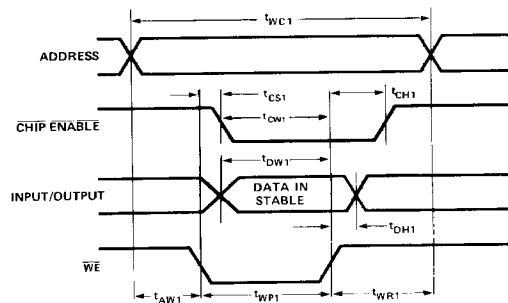 tWC1
ADDRESS
tCS1
tCH1
CHIP ENABLE
tCW1
tDW1
INPUT/OUTPUT
DATA IN
STABLE
tDH1
WE
tAW1
tWP1
tWR1